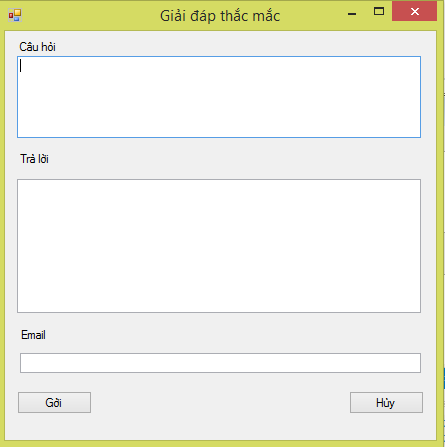 Giải đáp thắc mắc
Câu hỏi
Trả lời
Email
Gởi
Hủy